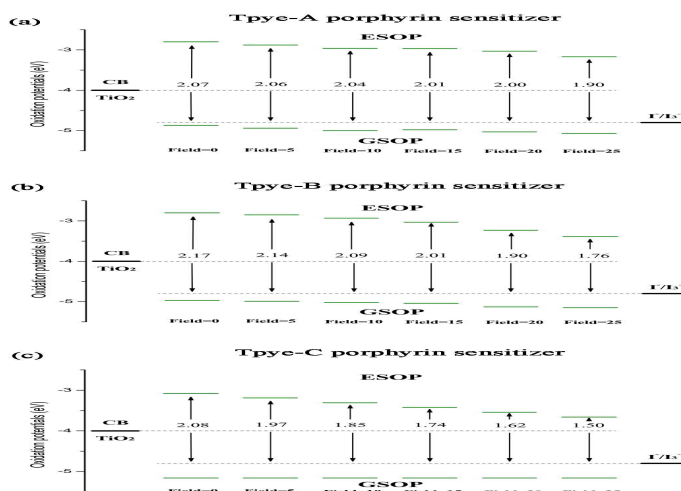 (a) Tpye-A porphyrin sensitizer
ESOP
-3
CB
2.07 2.06 2.04 2.01 2.00 1.90
-4
TiO₂
Oxidation potentials (eV)
I⁻/I₃⁻
-5
GSOP
Field=0 Field=5 Field=10 Field=15 Field=20 Field=25
(b) Tpye-B porphyrin sensitizer
ESOP
-3
CB
2.17 2.14 2.09 2.01 1.90 1.76
-4
TiO₂
Oxidation potentials (eV)
I⁻/I₃⁻
-5
GSOP
Field=0 Field=5 Field=10 Field=15 Field=20 Field=25
(c) Tpye-C porphyrin sensitizer
ESOP
-3
CB
2.08 1.97 1.85 1.74 1.62 1.50
-4
TiO₂
Oxidation potentials (eV)
I⁻/I₃⁻
-5
GSOP